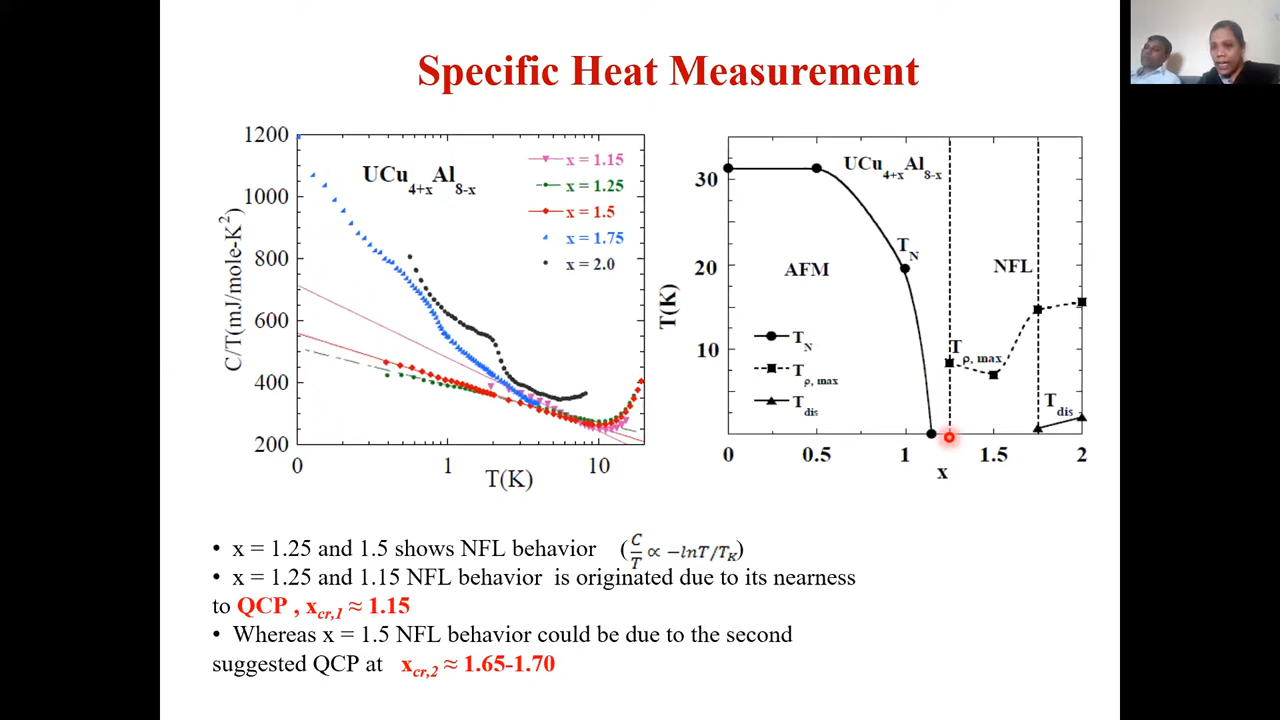 Specific Heat Measurement
1200
1000
800
600
400
200
C/T(mJ/mole-K²)
UCu4+xAl8-x
x = 1.15
x = 1.25
x = 1.5
x = 1.75
x = 2.0
0 1 10
T(K)
30
20
10
T(K)
UCu4+xAl8-x
TN
AFM
NFL
TN
Tρ, max
Tdis
Tρ, max
Tdis
0 0.5 1 1.5 2
x
• x = 1.25 and 1.5 shows NFL behavior (C/T ∝ −lnT/TK)
• x = 1.25 and 1.15 NFL behavior is originated due to its nearness
to QCP , xcr,1 ≈ 1.15
• Whereas x = 1.5 NFL behavior could be due to the second
suggested QCP at xcr,2 ≈ 1.65-1.70